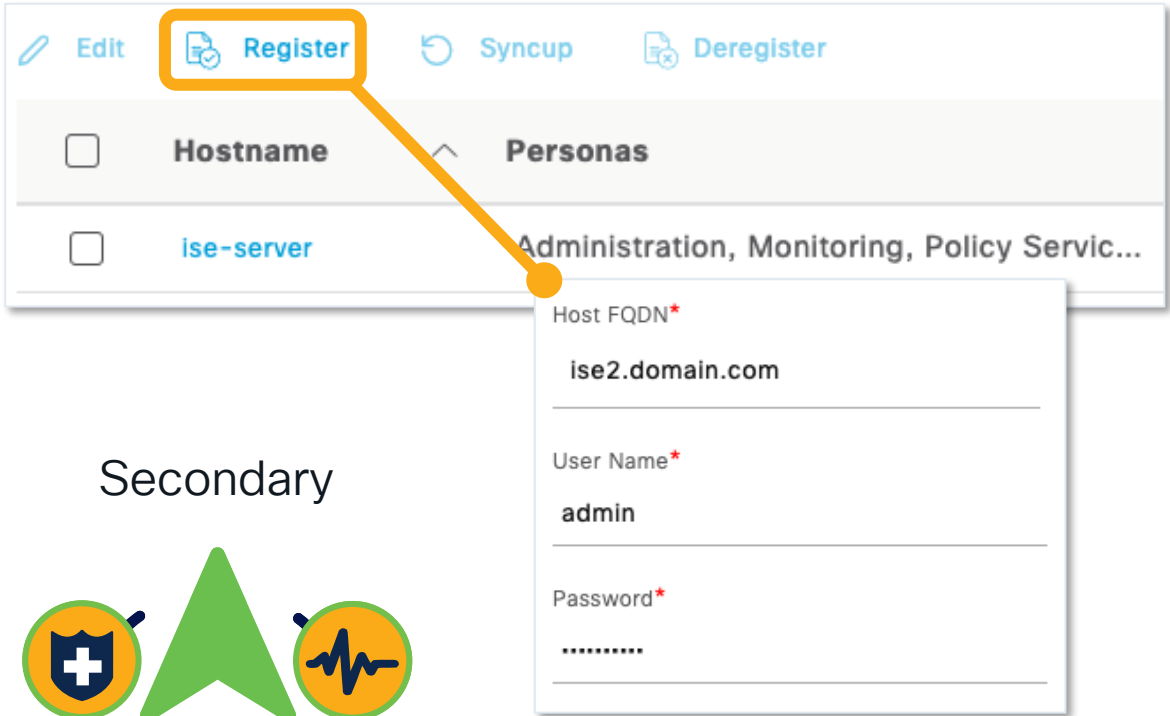 Edit Register Syncup Deregister
Hostname Personas
ise-server Administration, Monitoring, Policy Servic...
Host FQDN*
ise2.domain.com
User Name*
admin
Password*
••••••••••
Secondary